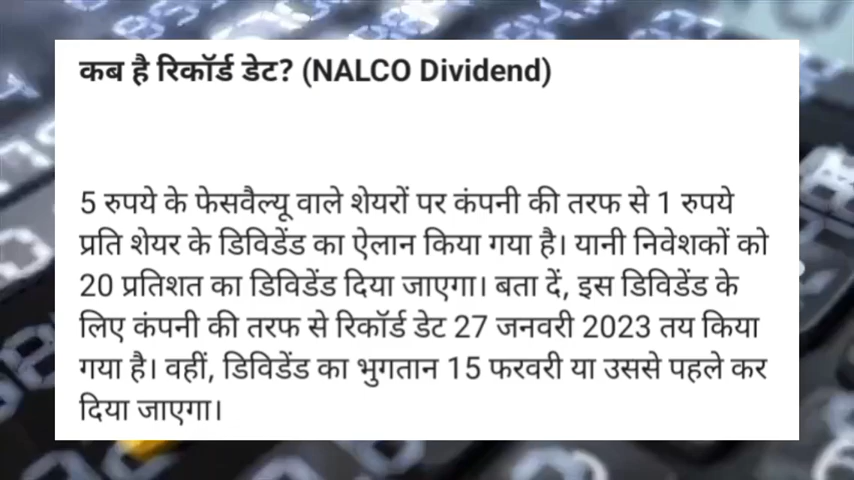 कब है रिकॉर्ड डेट? (NALCO Dividend)
5 रुपये के फेसवैल्यू वाले शेयरों पर कंपनी की तरफ से 1 रुपये
प्रति शेयर के डिविडेंड का ऐलान किया गया है। यानी निवेशकों को
20 प्रतिशत का डिविडेंड दिया जाएगा। बता दें, इस डिविडेंड के
लिए कंपनी की तरफ से रिकॉर्ड डेट 27 जनवरी 2023 तय किया
गया है। वहीं, डिविडेंड का भुगतान 15 फरवरी या उससे पहले कर
दिया जाएगा।